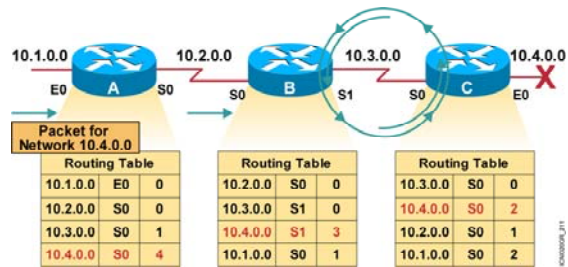 10.1.0.0 10.2.0.0 10.3.0.0 10.4.0.0
A B C
E0 S0 S0 S1 S0 E0
X
Packet for
Network 10.4.0.0
Routing Table
10.1.0.0 E0 0
10.2.0.0 S0 0
10.3.0.0 S0 1
10.4.0.0 S0 4
Routing Table
10.2.0.0 S0 0
10.3.0.0 S1 0
10.4.0.0 S1 3
10.1.0.0 S0 1
Routing Table
10.3.0.0 S0 0
10.4.0.0 S0 2
10.2.0.0 S0 1
10.1.0.0 S0 2